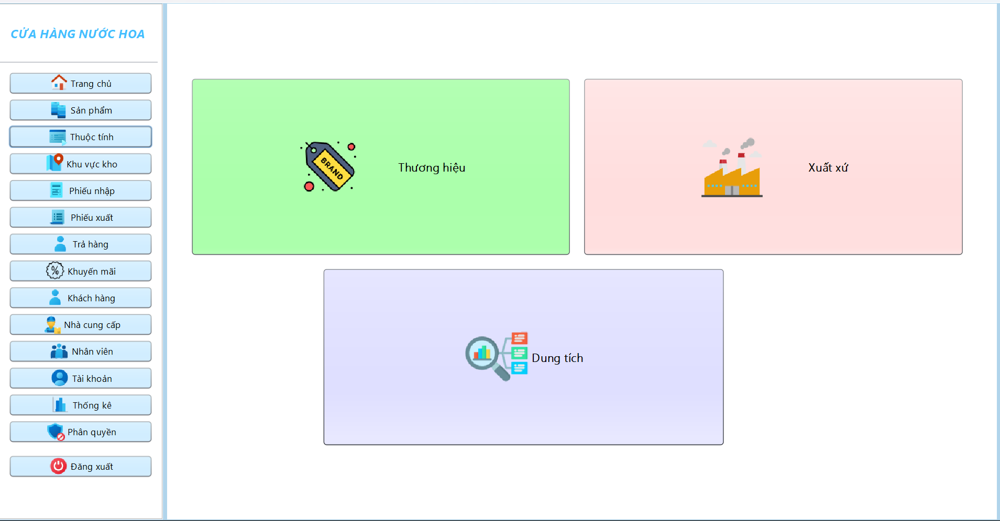 CỬA HÀNG NƯỚC HOA
Trang chủ
Sản phẩm
Thuộc tính
Khu vực kho
Phiếu nhập
Phiếu xuất
Trả hàng
Khuyến mãi
Khách hàng
Nhà cung cấp
Nhân viên
Tài khoản
Thống kê
Phân quyền
Đăng xuất
BRAND
Thương hiệu
Xuất xứ
Dung tích